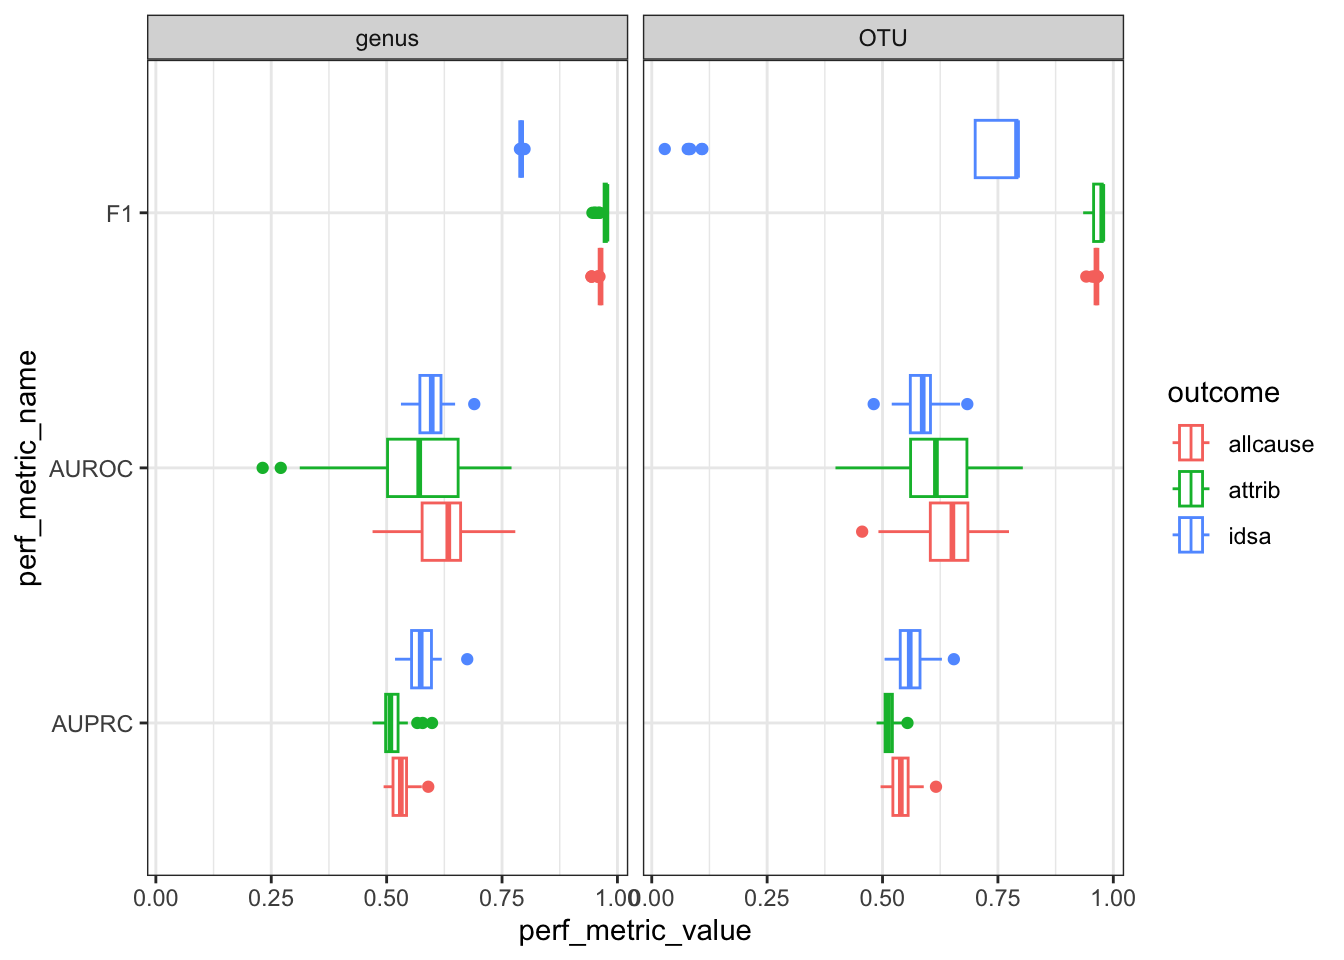 genus
OTU
F1
AUROC
AUPRC
perf_metric_name
0.00 0.25 0.50 0.75 1.00
0.00 0.25 0.50 0.75 1.00
perf_metric_value
outcome
allcause
attrib
idsa